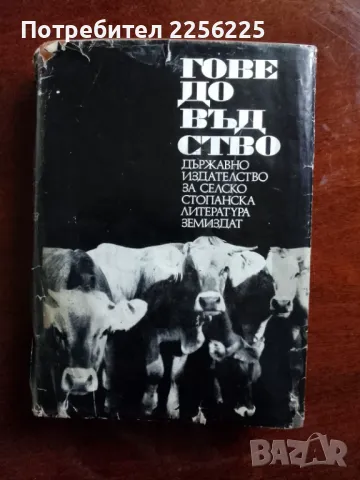 Потребител 2256225
ГОВЕ
ДО
ВЪД
СТВО
ДЪРЖАВНО
ИЗДАТЕЛСТВО
ЗА СЕЛСКО
СТОПАНСКА
ЛИТЕРАТУРА
ЗЕМИЗДАТ
BAZAR